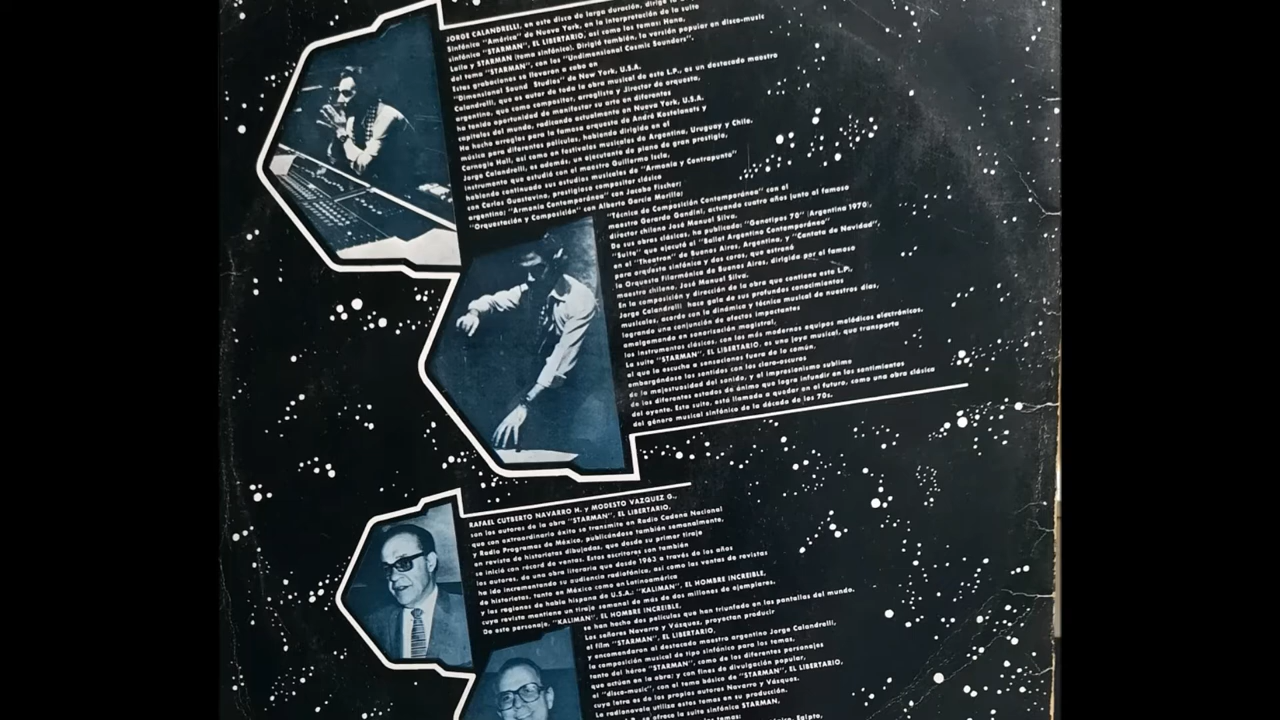 JORGE CALANDRELLI, en este disco de larga duración, dirige la
Sinfónica "América" de Nueva York, en la interpretación de la suite
sinfónica "STARMAN", EL LIBERTARIO, así como los temas: Hana,
Laila y STARMAN (tema sinfónico). Dirigió también, la versión popular en disco-music
del tema "STARMAN", con los "Undimensional Cosmic Sounders".
Estas grabaciones se llevaron a cabo en
"Dimensional Sound Studios" de New York, U.S.A.
Calandrelli, que es autor de toda la obra musical de este L.P., es un destacado maestro
argentino, que como compositor, arreglista y director de orquesta,
ha tenido oportunidad de manifestar su arte en diferentes
capitales del mundo, radicando actualmente en Nueva York, U.S.A.
Ha hecho arreglos para la famosa orquesta de André Kostelanetz y
música para diferentes películas, habiendo dirigido en el
Carnegie Hall, así como en festivales musicales de Argentina, Uruguay y Chile.
Jorge Calandrelli, es además, un ejecutante de piano de gran prestigio,
instrumento que estudió con el maestro Guillermo Iscla,
habiendo continuado sus estudios musicales de "Armonía y Contrapunto"
con Carlos Guastavino, prestigioso compositor clásico
argentino; "Armonía Contemporánea" con Jacobo Fischer;
"Orquestación y Composición" con Alberto García Morillo;
"Técnica de Composición Contemporánea" con el
maestro Gerardo Gandini, actuando cuatro años junto al famoso
director chileno José Manuel Silva.
De sus obras clásicas, ha publicado: "Genotipos 70" (Argentina 1970),
"Suite" que ejecutó el "Ballet Argentino Contemporáneo"
en el "Theatron" de Buenos Aires, Argentina, y "Cantata de Navidad",
para orquesta sinfónica y dos coros, que estrenó
la Orquesta Filarmónica de Buenos Aires, dirigida por el famoso
maestro chileno, José Manuel Silva.
En la composición y dirección de la obra que contiene este L.P.,
Jorge Calandrelli hace gala de sus profundos conocimientos
musicales, acorde con la dinámica y técnica musical de nuestros días,
logrando una conjunción de efectos impactantes
amalgamando en sonorización magistral,
los instrumentos clásicos, con los más modernos equipos melódicos electrónicos.
La suite "STARMAN", EL LIBERTARIO, es una joya musical, que transporta
al que la escucha a sensaciones fuera de lo común,
embargándose los sentidos con los claro-oscuros
de la majestuosidad del sonido, y el impresionismo sublime
de los diferentes estados de ánimo que logra infundir en los sentimientos
del oyente. Esta suite, está llamada a quedar en el futuro, como una obra clásica
del género musical sinfónico de la década de los 70s.
RAFAEL CUTBERTO NAVARRO H. y MODESTO VAZQUEZ G.,
son los autores de la obra "STARMAN", EL LIBERTARIO,
que con extraordinario éxito se transmite en Radio Cadena Nacional
y Radio Programas de México, publicándose también semanalmente,
en revista de historietas dibujadas, que desde su primer tiraje
se inició con récord de ventas. Estos escritores son también
los autores, de una obra literaria que desde 1963 a través de los años
ha ido incrementando su audiencia radiofónica, así como las ventas de revistas
de historietas, tanto en México como en Latinoamérica
y las regiones de habla hispana de U.S.A.: "KALIMAN", EL HOMBRE INCREIBLE,
cuya revista mantiene un tiraje semanal de más de dos millones de ejemplares.
De este personaje, "KALIMAN", EL HOMBRE INCREIBLE,
se han hecho dos películas que han triunfado en las pantallas del mundo.
Los señores Navarro y Vázquez, proyectan producir
el film "STARMAN", EL LIBERTARIO,
y encomendaron al destacado maestro argentino Jorge Calandrelli,
la composición musical de tipo sinfónico para los temas,
tanto del héroe "STARMAN", como de los diferentes personajes
que actúan en la obra; y con fines de divulgación popular,
el "disco-music", con el tema básico de "STARMAN", EL LIBERTARIO,
cuya letra es de los propios autores Navarro y Vázquez.
La radionovela utiliza estos temas en su producción.
se ofrece la suite sinfónica STARMAN,
temas:
Egipto,